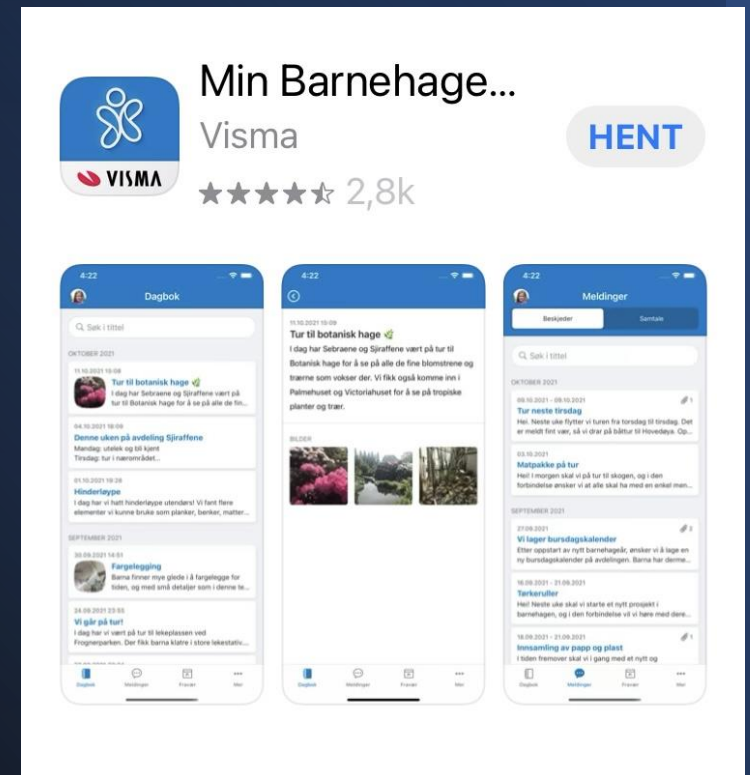 Min Barnehage...
Visma
HENT
VISMA
2,8k
4:22
Dagbok
Søk i tittel
OKTOBER 2021
11.10.2021 15:09
Tur til botanisk hage
I dag har Sebraene og Sjiraffene vært på
tur til Botanisk hage for å se på alle de fin...
04.10.2021 16:09
Denne uken på avdeling Sjiraffene
Mandag: utelek og bli kjent
Tirsdag: tur i nærområdet...
01.10.2021 19:28
Hinderløype
I dag har vi hatt hinderløype utendørs! Vi fant flere
elementer vi kunne bruke som planker, benker, matter...
SEPTEMBER 2021
30.09.2021 14:51
Fargelegging
Barna finner mye glede i å fargelegge for
tiden, og med små detaljer som i denne te...
24.09.2021 23:55
Vi går på tur!
I dag har vi vært på tur til lekeplassen ved
Frognerparken. Der fikk barna klatre i store lekestativ...
Dagbok
Meldinger
Fravær
Mer
4:22
11.10.2021 15:09
Tur til botanisk hage
I dag har Sebraene og Sjiraffene vært på tur til
Botanisk hage for å se på alle de fine blomstrene og
trærne som vokser der. Vi fikk også komme inn i
Palmehuset og Victoriahuset for å se på tropiske
planter og trær.
BILDER
Dagbok
Meldinger
Fravær
Mer
4:22
Meldinger
Beskjeder
Samtale
Søk i tittel
OKTOBER 2021
09.10.2021 - 09.10.2021
1
Tur neste tirsdag
Hei. Neste uke flytter vi turen fra torsdag til tirsdag. Det
er meldt fint vær, så vi drar på båttur til Hovedøya. Op...
03.10.2021
Matpakke på tur
Hei! I morgen skal vi på tur til skogen, og i den
forbindelse ønsker vi at alle skal ha med en enkel men...
SEPTEMBER 2021
27.09.2021
2
Vi lager bursdagskalender
Etter oppstart av nytt barnehageår, ønsker vi å lage en
ny bursdagskalender på avdelingen. Barna har derme...
16.09.2021 - 21.09.2021
Tørkeruller
Hei! Neste uke skal vi starte et nytt prosjekt i
barnehagen, og i den forbindelse vil vi høre med dere...
16.09.2021 - 21.09.2021
1
Innsamling av papp og plast
I tiden fremover skal vi i gang med et nytt og
Dagbok
Meldinger
Fravær
Mer